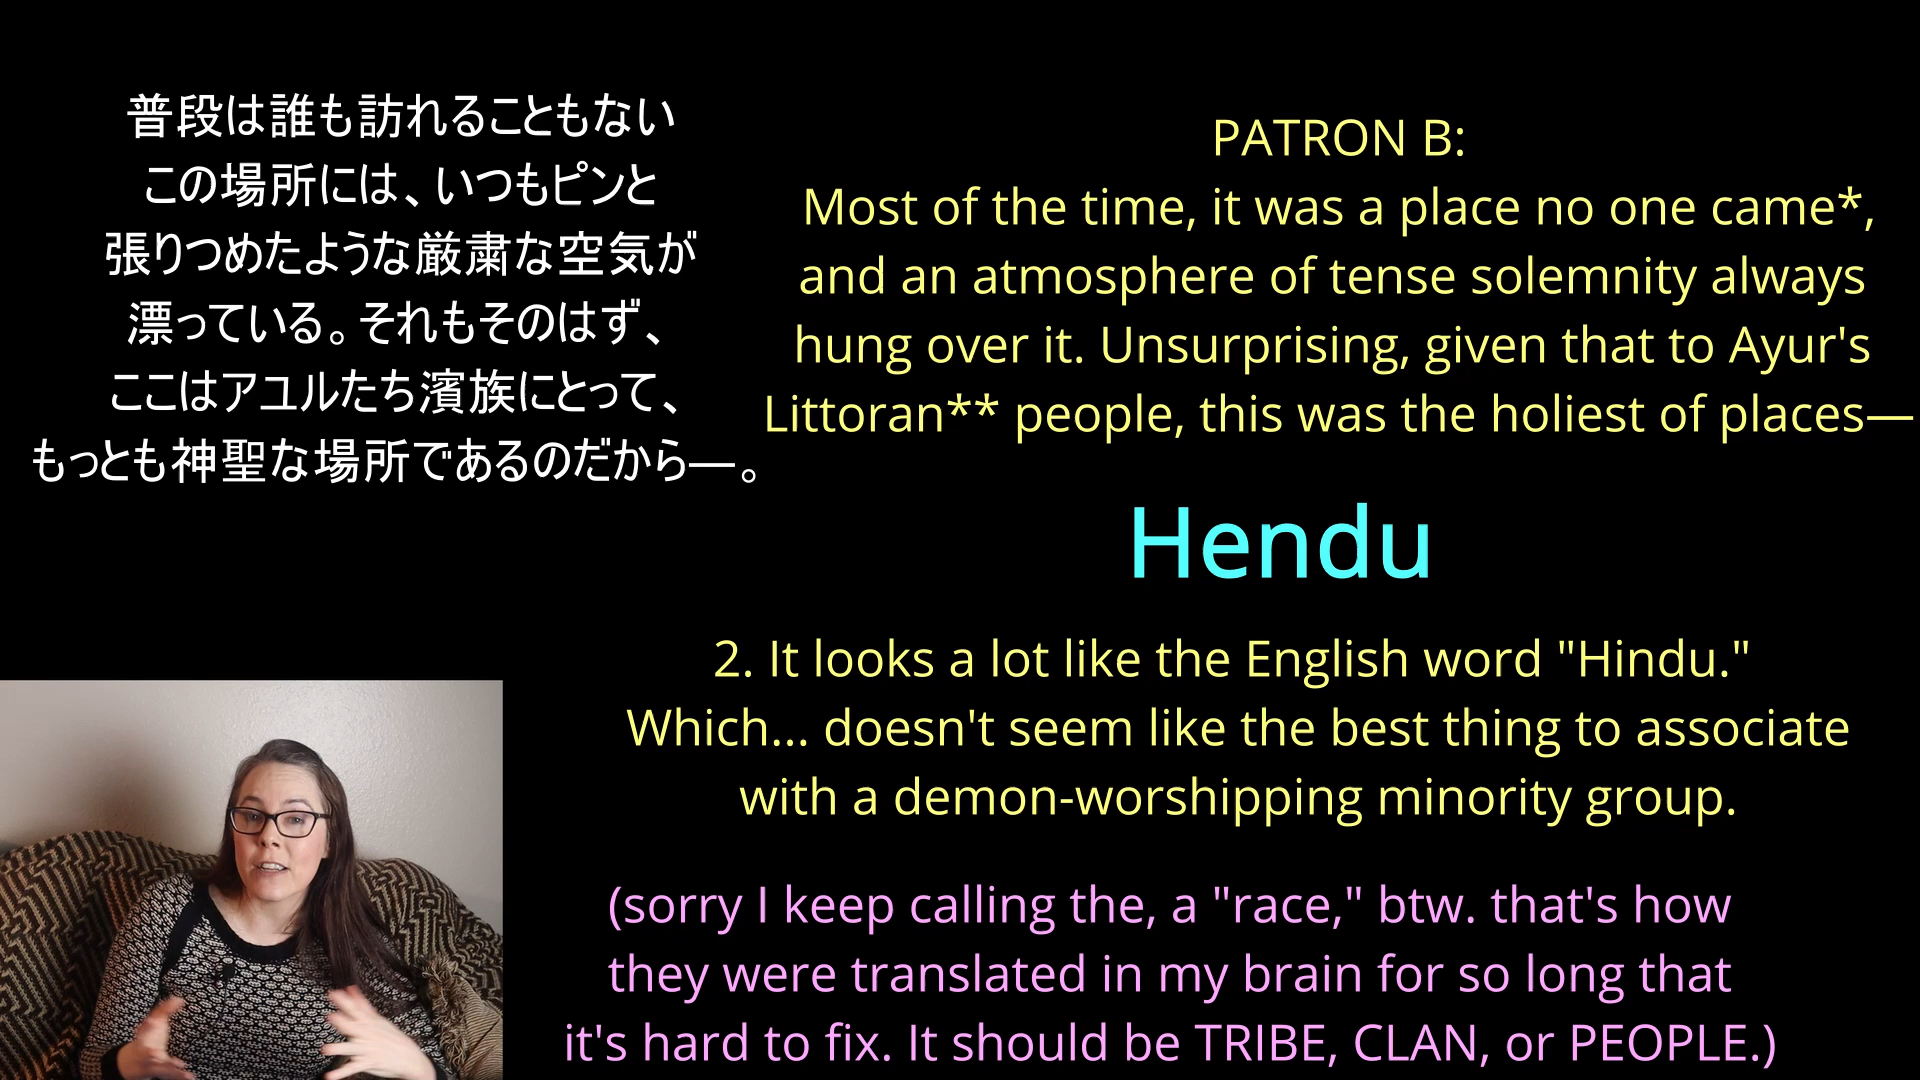 普段は誰も訪れることもない
この場所には、いつもピンと
張りつめたような厳粛な空気が
漂っている。それもそのはず、
ここはアユルたち濱族にとって、
もっとも神聖な場所であるのだから―。
PATRON B:
Most of the time, it was a place no one came*,
and an atmosphere of tense solemnity always
hung over it. Unsurprising, given that to Ayur's
Littoran** people, this was the holiest of places—
Hendu
2. It looks a lot like the English word "Hindu."
Which... doesn't seem like the best thing to associate
with a demon-worshipping minority group.
(sorry I keep calling the, a "race," btw. that's how
they were translated in my brain for so long that
it's hard to fix. It should be TRIBE, CLAN, or PEOPLE.)